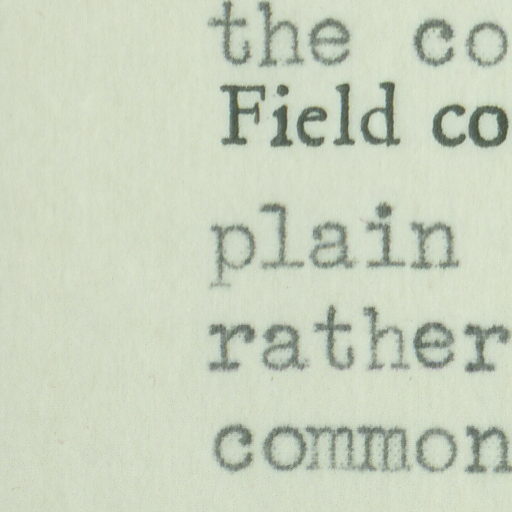 the co
Field co
plain
rather
common